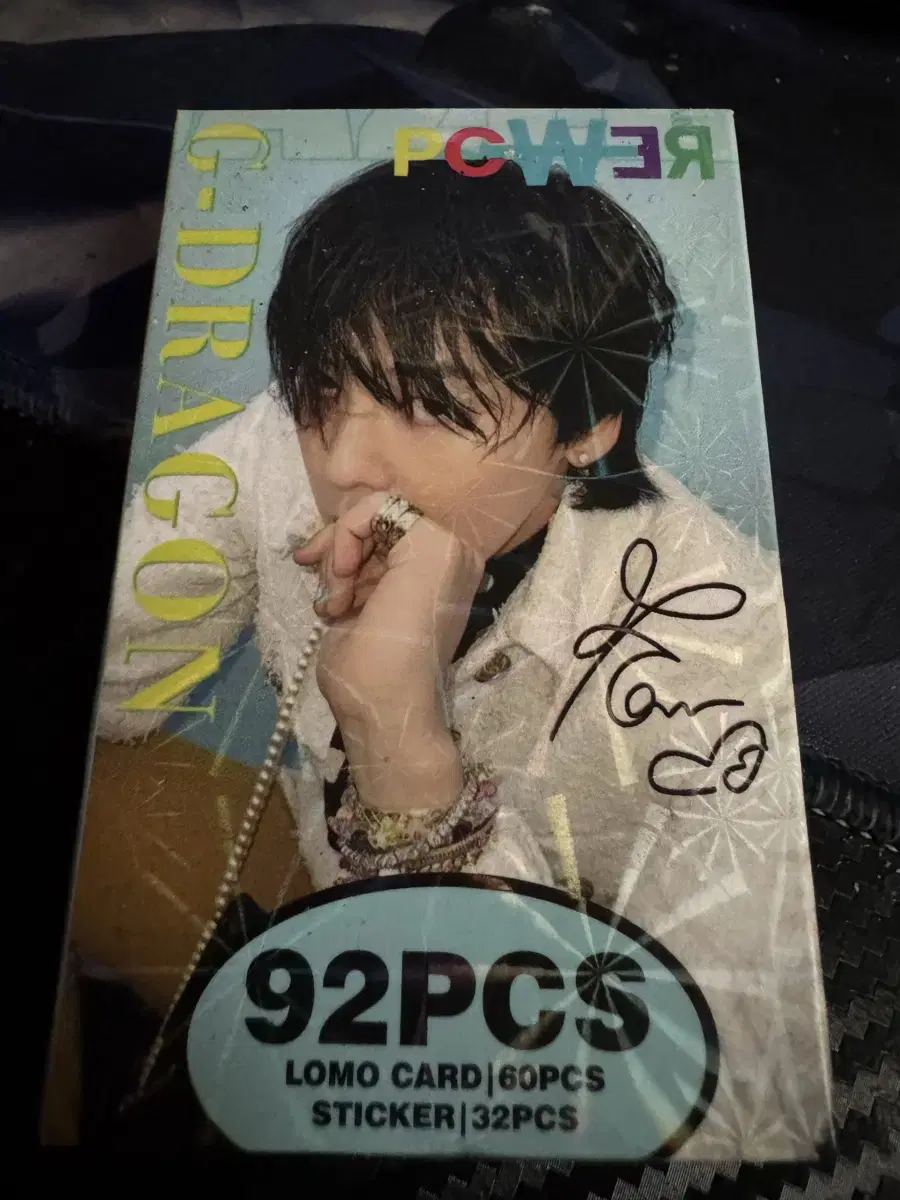 POWER
G-DRAGON
92PCS
LOMO CARD|60PCS
STICKER|32PCS